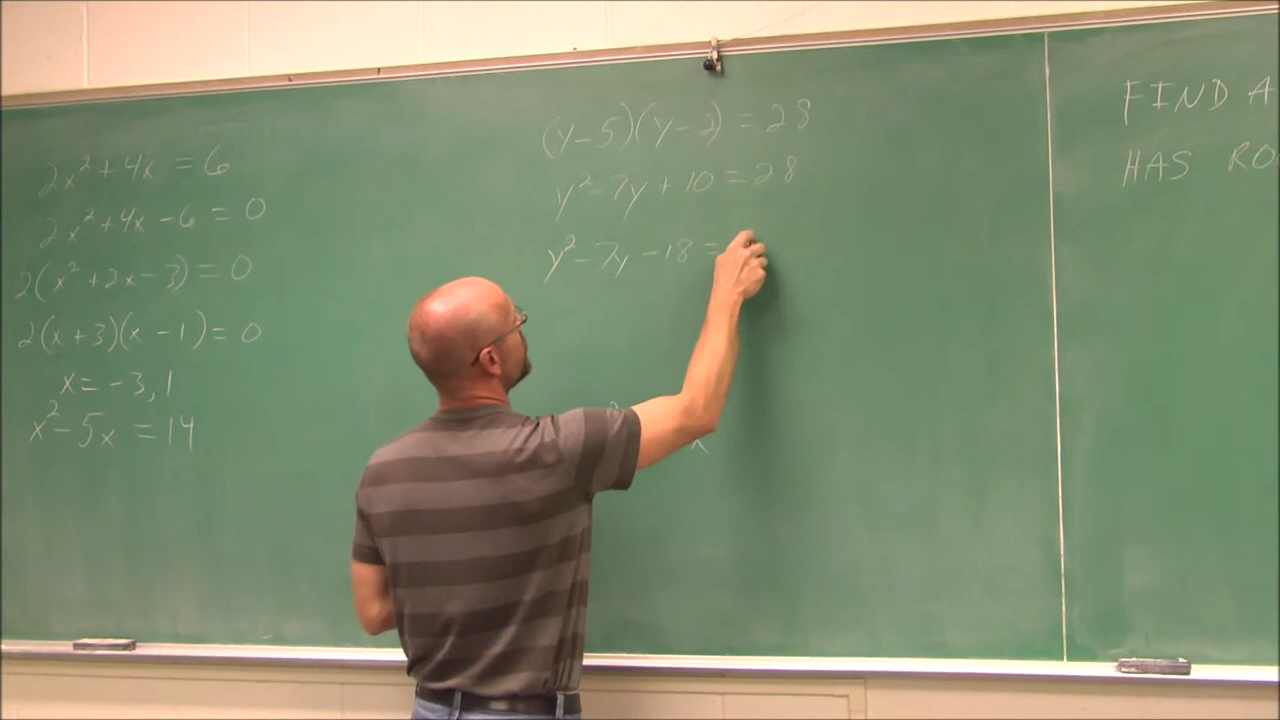 2x² + 4x = 6
2x² + 4x - 6 = 0
2(x² + 2x - 3) = 0
2(x + 3)(x - 1) = 0
x = -3, 1
x² - 5x = 14
(y - 5)(y - 2) = 28
y² - 7y + 10 = 28
y² - 7y - 18 =
FIND A
HAS RO